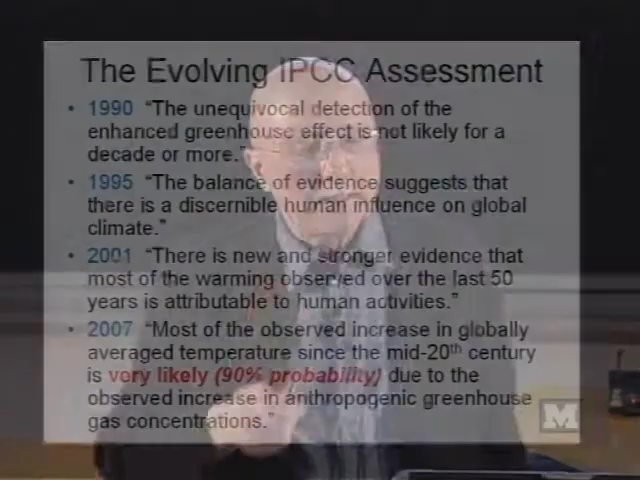 The Evolving IPCC Assessment
• 1990 "The unequivocal detection of the
enhanced greenhouse effect is not likely for a
decade or more."
• 1995 "The balance of evidence suggests that
there is a discernible human influence on global
climate."
• 2001 "There is new and stronger evidence that
most of the warming observed over the last 50
years is attributable to human activities."
• 2007 "Most of the observed increase in globally
averaged temperature since the mid-20th century
is very likely (90% probability) due to the
observed increase in anthropogenic greenhouse
gas concentrations."
M